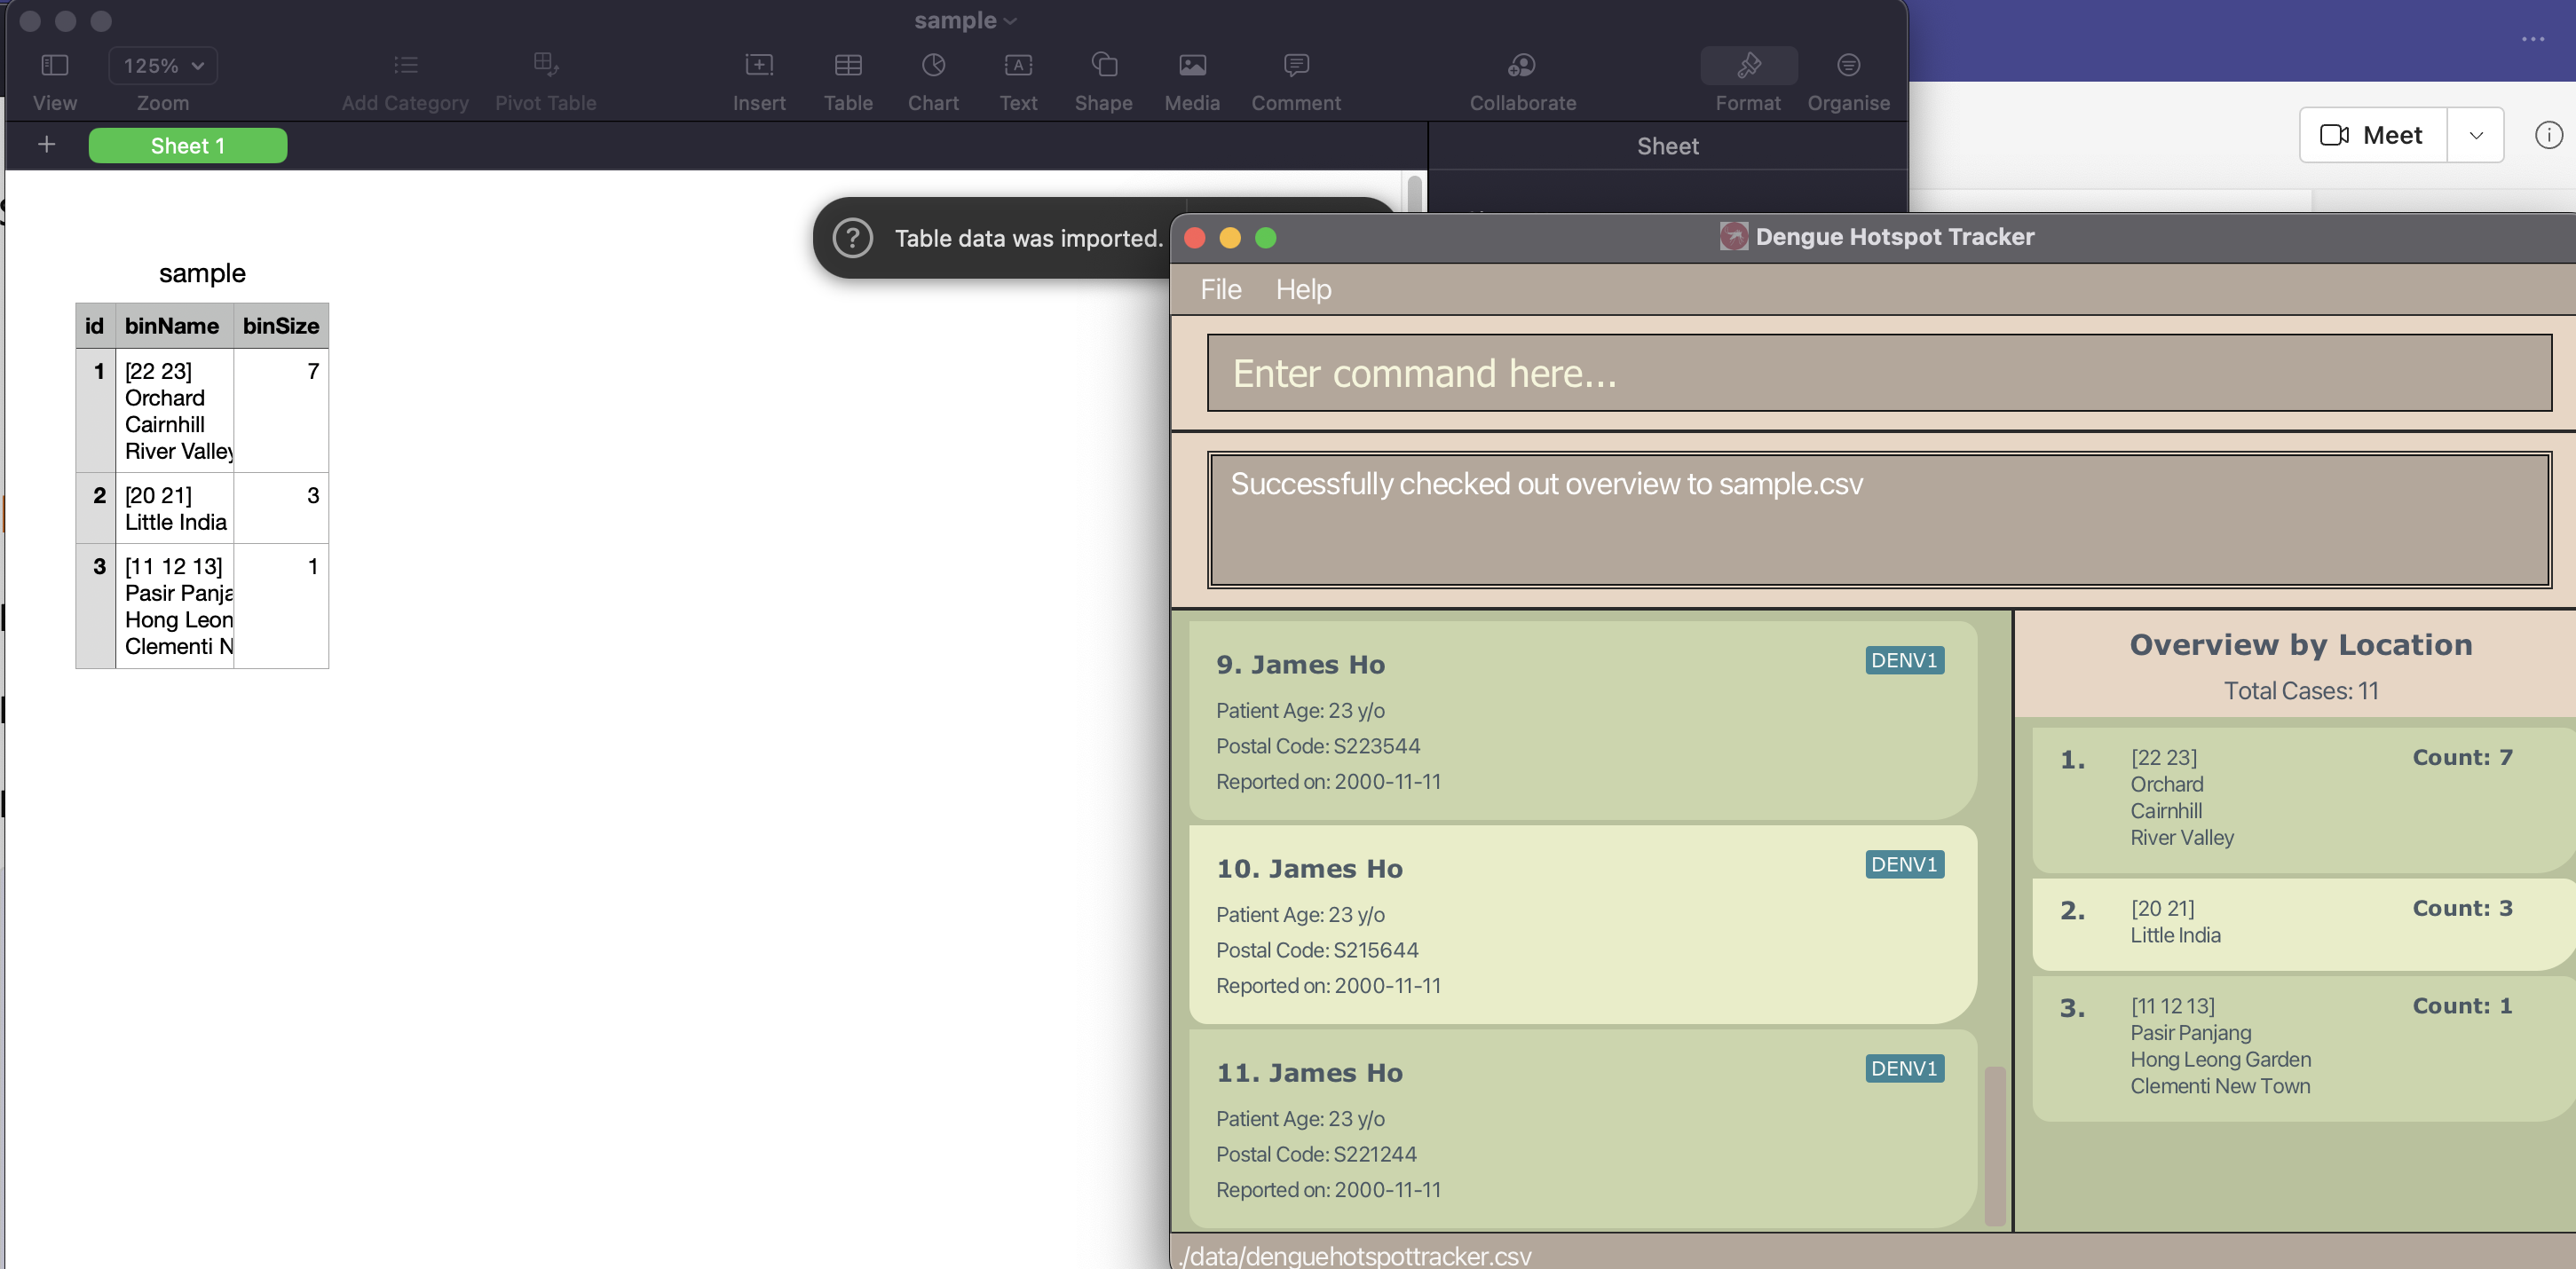 sample
125%
View
Zoom
Add Category
Pivot Table
Insert
Table
Chart
Text
Shape
Media
Comment
Collaborate
Format
Organise
Sheet 1
Sheet
Meet
Table data was imported.
sample
id binName binSize
1 [22 23] 7
Orchard
Cairnhill
River Valley
2 [20 21] 3
Little India
3 [11 12 13] 1
Pasir Panja
Hong Leon
Clementi N
Dengue Hotspot Tracker
File Help
Enter command here...
Successfully checked out overview to sample.csv
9. James Ho DENV1
Patient Age: 23 y/o
Postal Code: S223544
Reported on: 2000-11-11
10. James Ho DENV1
Patient Age: 23 y/o
Postal Code: S215644
Reported on: 2000-11-11
11. James Ho DENV1
Patient Age: 23 y/o
Postal Code: S221244
Reported on: 2000-11-11
Overview by Location
Total Cases: 11
1. [22 23] Count: 7
Orchard
Cairnhill
River Valley
2. [20 21] Count: 3
Little India
3. [11 12 13] Count: 1
Pasir Panjang
Hong Leong Garden
Clementi New Town
./data/denguehotspottracker.csv